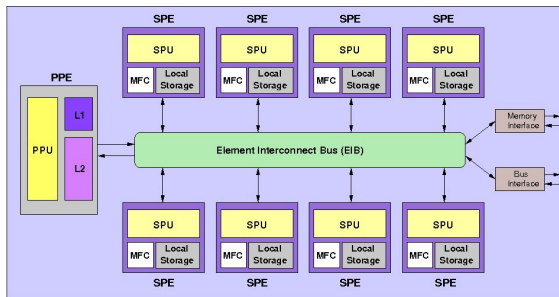 SPE SPE SPE SPE
SPU SPU SPU SPU
MFC Local Storage MFC Local Storage MFC Local Storage MFC Local Storage
PPE
PPU
L1
L2
Element Interconnect Bus (EIB)
Memory
Interface
Bus
Interface
SPU SPU SPU SPU
MFC Local Storage MFC Local Storage MFC Local Storage MFC Local Storage
SPE SPE SPE SPE